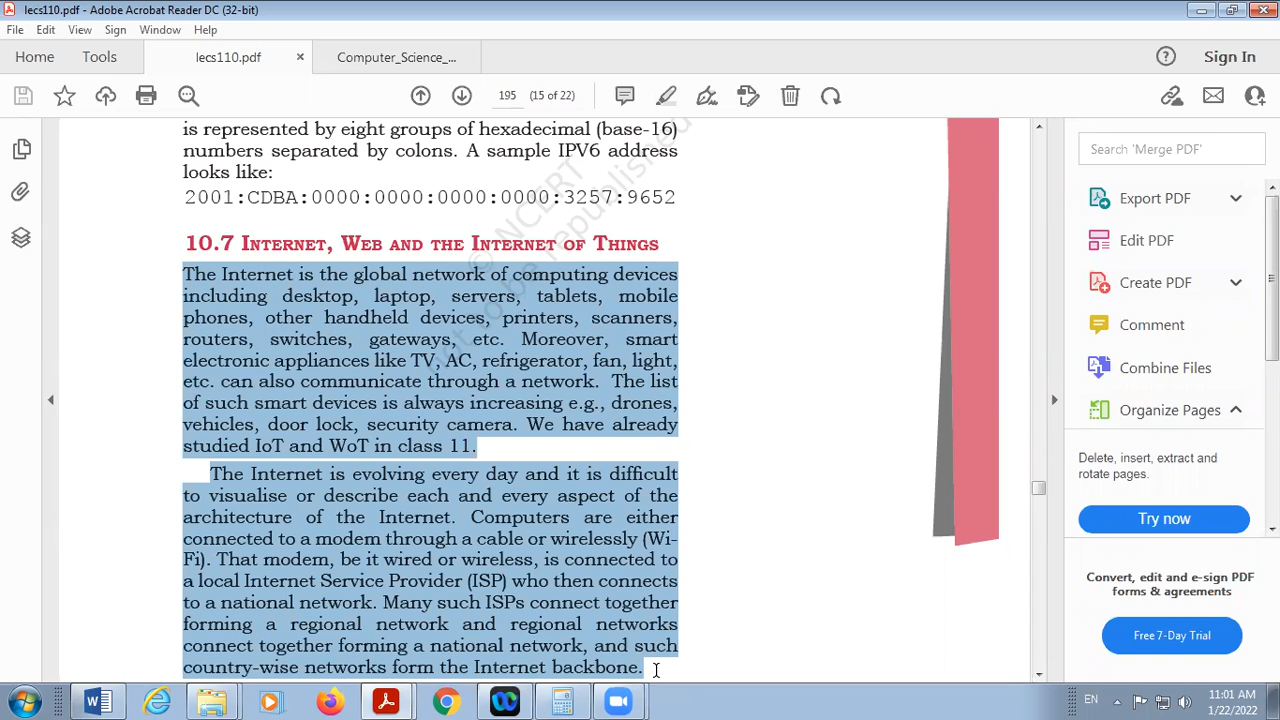 lecs110.pdf - Adobe Acrobat Reader DC (32-bit)
File Edit View Sign Window Help
Home Tools lecs110.pdf × Computer_Science_... ? Sign In
195 (15 of 22)
is represented by eight groups of hexadecimal (base-16)
numbers separated by colons. A sample IPV6 address
looks like:
2001:CDBA:0000:0000:0000:0000:3257:9652
10.7 Internet, Web and the Internet of Things
The Internet is the global network of computing devices
including desktop, laptop, servers, tablets, mobile
phones, other handheld devices, printers, scanners,
routers, switches, gateways, etc. Moreover, smart
electronic appliances like TV, AC, refrigerator, fan, light,
etc. can also communicate through a network. The list
of such smart devices is always increasing e.g., drones,
vehicles, door lock, security camera. We have already
studied IoT and WoT in class 11.
The Internet is evolving every day and it is difficult
to visualise or describe each and every aspect of the
architecture of the Internet. Computers are either
connected to a modem through a cable or wirelessly (Wi-
Fi). That modem, be it wired or wireless, is connected to
a local Internet Service Provider (ISP) who then connects
to a national network. Many such ISPs connect together
forming a regional network and regional networks
connect together forming a national network, and such
country-wise networks form the Internet backbone.
© NCERT
not to be republished
Search 'Merge PDF'
Export PDF
Edit PDF
Create PDF
Comment
Combine Files
Organize Pages
Delete, insert, extract and
rotate pages.
Try now
Convert, edit and e-sign PDF
forms & agreements
Free 7-Day Trial
EN
11:01 AM
1/22/2022